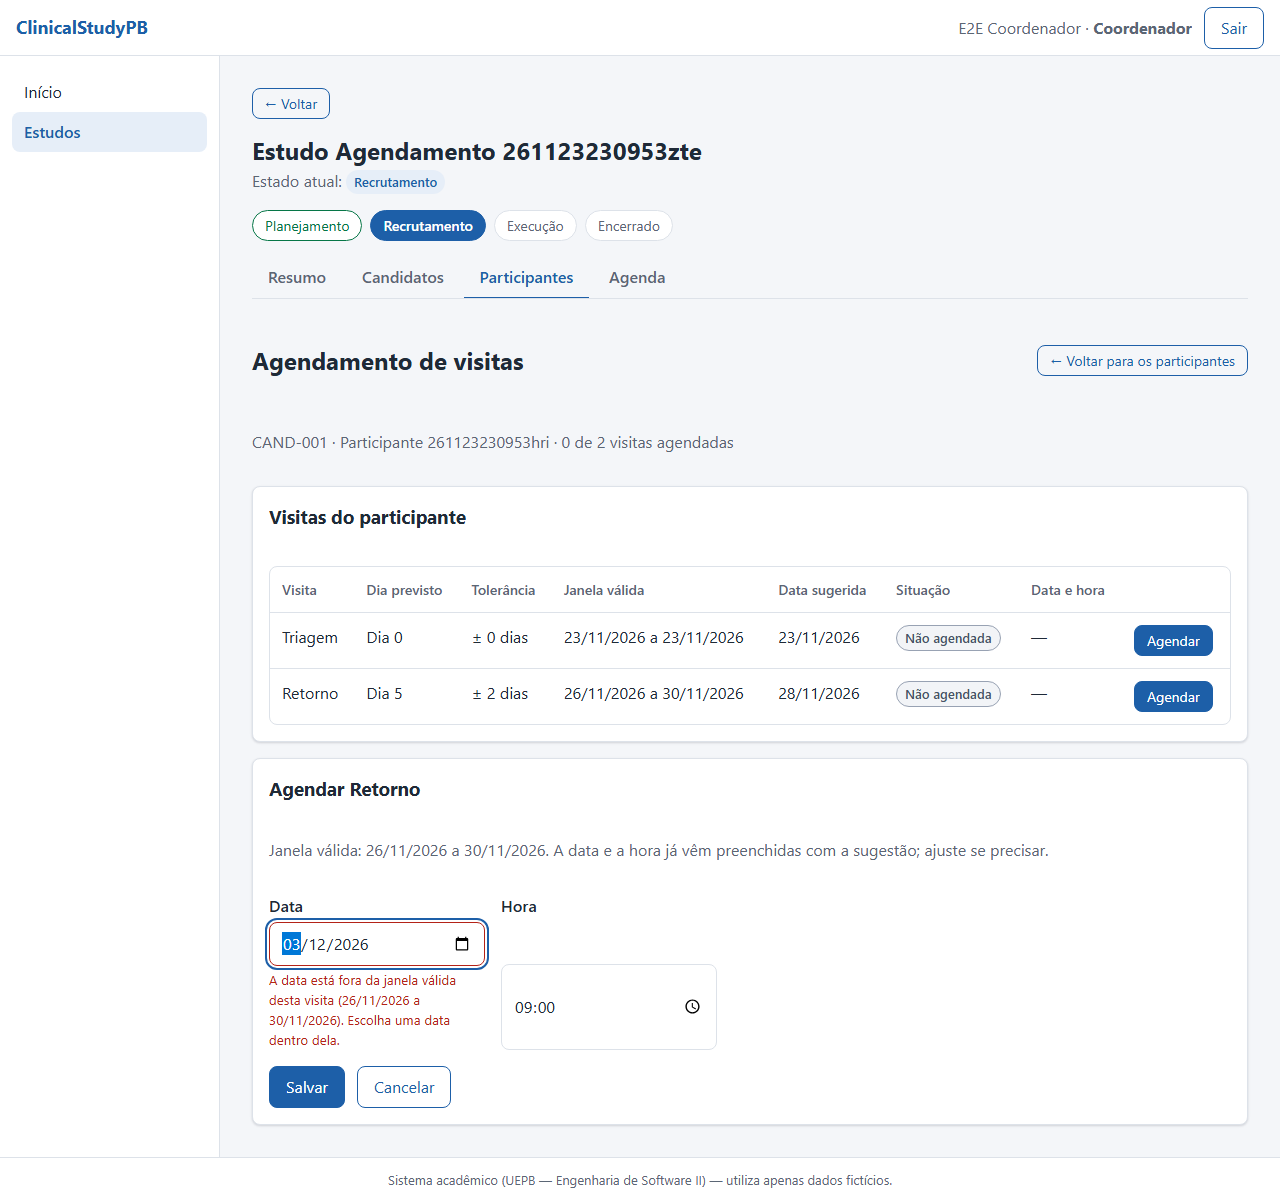 ClinicalStudyPB
E2E Coordenador · Coordenador
Sair
Início
Estudos
← Voltar
Estudo Agendamento 261123230953zte
Estado atual: Recrutamento
Planejamento
Recrutamento
Execução
Encerrado
Resumo
Candidatos
Participantes
Agenda
Agendamento de visitas
← Voltar para os participantes
CAND-001 · Participante 261123230953hri · 0 de 2 visitas agendadas
Visitas do participante
Visita Dia previsto Tolerância Janela válida Data sugerida Situação Data e hora
Triagem Dia 0 ± 0 dias 23/11/2026 a 23/11/2026 23/11/2026 Não agendada — Agendar
Retorno Dia 5 ± 2 dias 26/11/2026 a 30/11/2026 28/11/2026 Não agendada — Agendar
Agendar Retorno
Janela válida: 26/11/2026 a 30/11/2026. A data e a hora já vêm preenchidas com a sugestão; ajuste se precisar.
Data
Hora
03/12/2026
A data está fora da janela válida
desta visita (26/11/2026 a
30/11/2026). Escolha uma data
dentro dela.
09:00
Salvar
Cancelar
Sistema acadêmico (UEPB — Engenharia de Software II) — utiliza apenas dados fictícios.